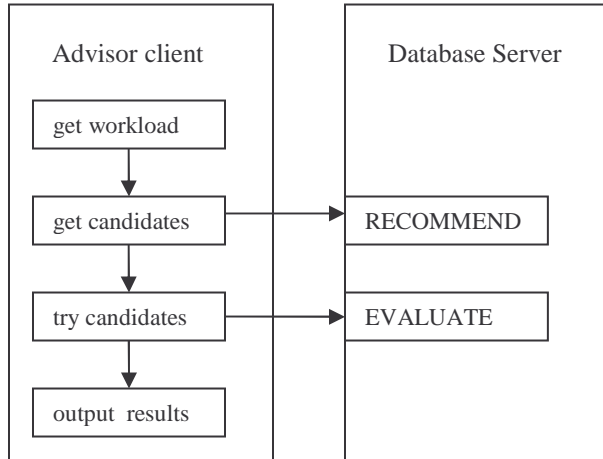 Advisor client
Database Server
get workload
get candidates
RECOMMEND
try candidates
EVALUATE
output results